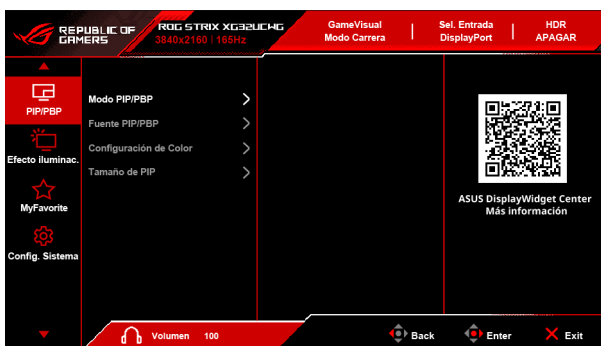 REPUBLIC OF
GAMERS
ROG STRIX XG32UCWG
3840x2160 | 165Hz
GameVisual
Modo Carrera
Sel. Entrada
DisplayPort
HDR
APAGAR
PIP/PBP
Efecto iluminac.
MyFavorite
Config. Sistema
Modo PIP/PBP
Fuente PIP/PBP
Configuración de Color
Tamaño de PIP
ASUS DisplayWidget Center
Más información
Volumen 100
Back
Enter
Exit